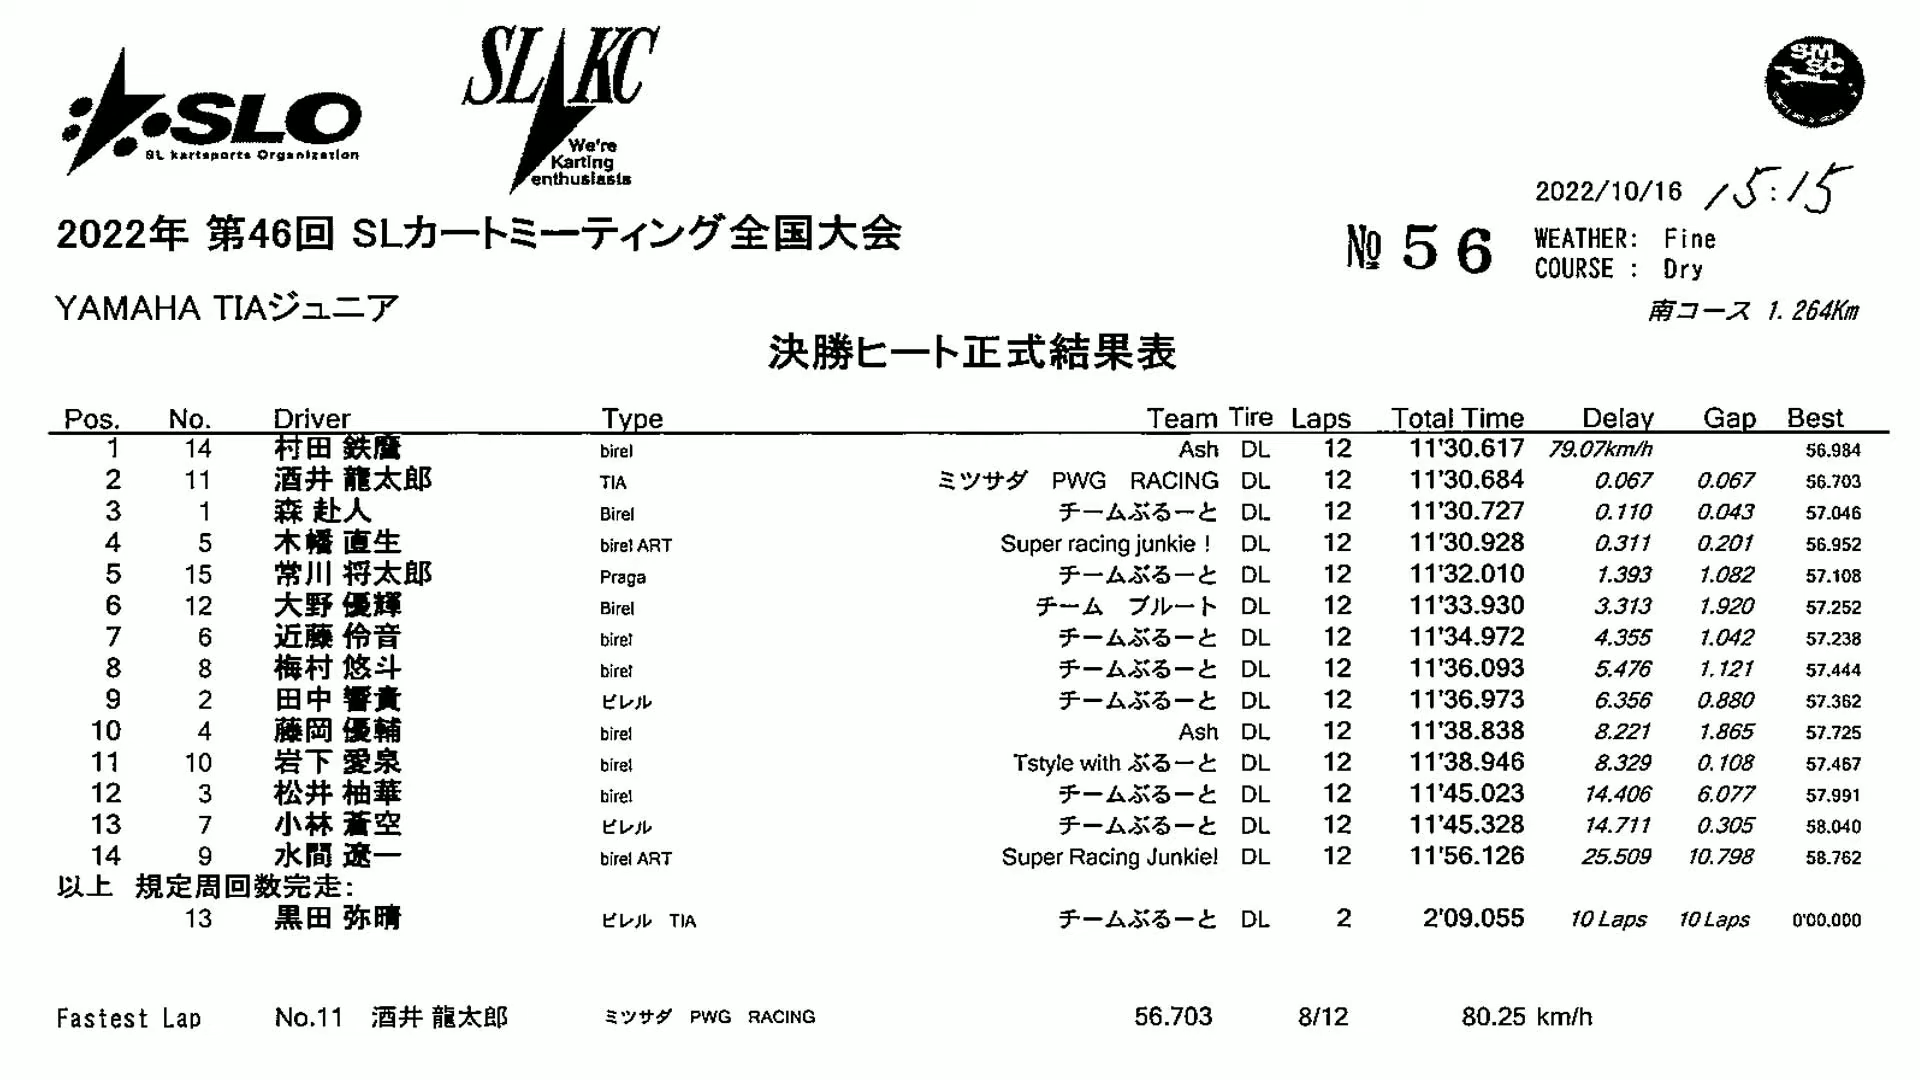 SLO
SL kartsports Organization
SL KC
We're
Karting
enthusiasts
SMSC
2022/10/16 15:15
2022年 第46回 SLカートミーティング全国大会
№ 56
WEATHER: Fine
COURSE : Dry
YAMAHA TIAジュニア
南コース 1.264Km
決勝ヒート正式結果表
Pos. No. Driver Type Team Tire Laps Total Time Delay Gap Best
1 14 村田 鉄鷹 birel Ash DL 12 11'30.617 79.07km/h 56.984
2 11 酒井 龍太郎 TIA ミツサダ PWG RACING DL 12 11'30.684 0.067 0.067 56.703
3 1 森 赴人 Birel チームぶるーと DL 12 11'30.727 0.110 0.043 57.046
4 5 木幡 直生 birel ART Super racing junkie ! DL 12 11'30.928 0.311 0.201 56.952
5 15 常川 将太郎 Praga チームぶるーと DL 12 11'32.010 1.393 1.082 57.108
6 12 大野 優輝 Birel チーム ブルート DL 12 11'33.930 3.313 1.920 57.252
7 6 近藤 伶音 birel チームぶるーと DL 12 11'34.972 4.355 1.042 57.238
8 8 梅村 悠斗 birel チームぶるーと DL 12 11'36.093 5.476 1.121 57.444
9 2 田中 響貴 ビレル チームぶるーと DL 12 11'36.973 6.356 0.880 57.362
10 4 藤岡 優輔 birel Ash DL 12 11'38.838 8.221 1.865 57.725
11 10 岩下 愛泉 birel Tstyle with ぶるーと DL 12 11'38.946 8.329 0.108 57.467
12 3 松井 柚華 birel チームぶるーと DL 12 11'45.023 14.406 6.077 57.991
13 7 小林 蒼空 ビレル チームぶるーと DL 12 11'45.328 14.711 0.305 58.040
14 9 水間 遼一 birel ART Super Racing Junkie! DL 12 11'56.126 25.509 10.798 58.762
以上 規定周回数完走:
13 黒田 弥晴 ビレル TIA チームぶるーと DL 2 2'09.055 10 Laps 10 Laps 0'00.000
Fastest Lap No.11 酒井 龍太郎 ミツサダ PWG RACING 56.703 8/12 80.25 km/h